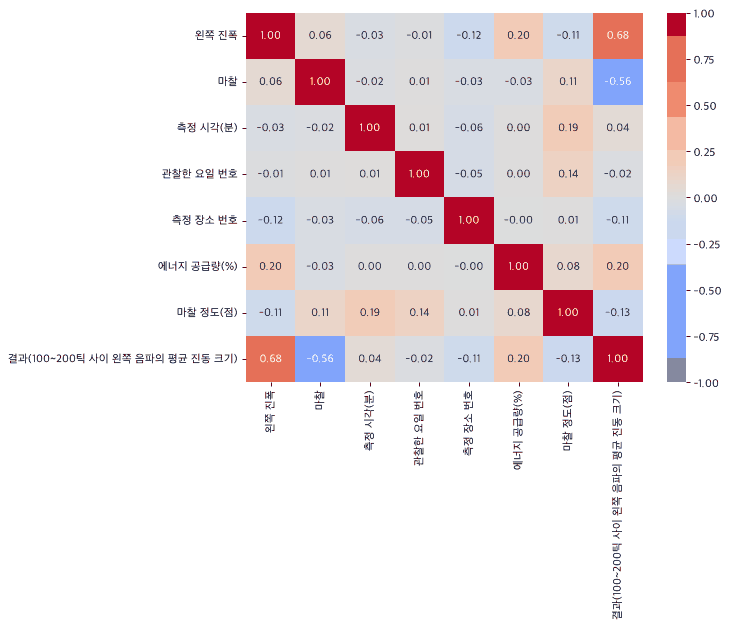 왼쪽 진폭 1.00 0.06 -0.03 -0.01 -0.12 0.20 -0.11 0.68
마찰 0.06 1.00 -0.02 0.01 -0.03 -0.03 0.11 -0.56
측정 시각(분) -0.03 -0.02 1.00 0.01 -0.06 0.00 0.19 0.04
관찰한 요일 번호 -0.01 0.01 0.01 1.00 -0.05 0.00 0.14 -0.02
측정 장소 번호 -0.12 -0.03 -0.06 -0.05 1.00 -0.00 0.01 -0.11
에너지 공급량(%) 0.20 -0.03 0.00 0.00 -0.00 1.00 0.08 0.20
마찰 정도(점) -0.11 0.11 0.19 0.14 0.01 0.08 1.00 -0.13
결과(100~200틱 사이 왼쪽 음파의 평균 진동 크기) 0.68 -0.56 0.04 -0.02 -0.11 0.20 -0.13 1.00
왼쪽 진폭
마찰
측정 시각(분)
관찰한 요일 번호
측정 장소 번호
에너지 공급량(%)
마찰 정도(점)
결과(100~200틱 사이 왼쪽 음파의 평균 진동 크기)
1.00
0.75
0.50
0.25
0.00
-0.25
-0.50
-0.75
-1.00